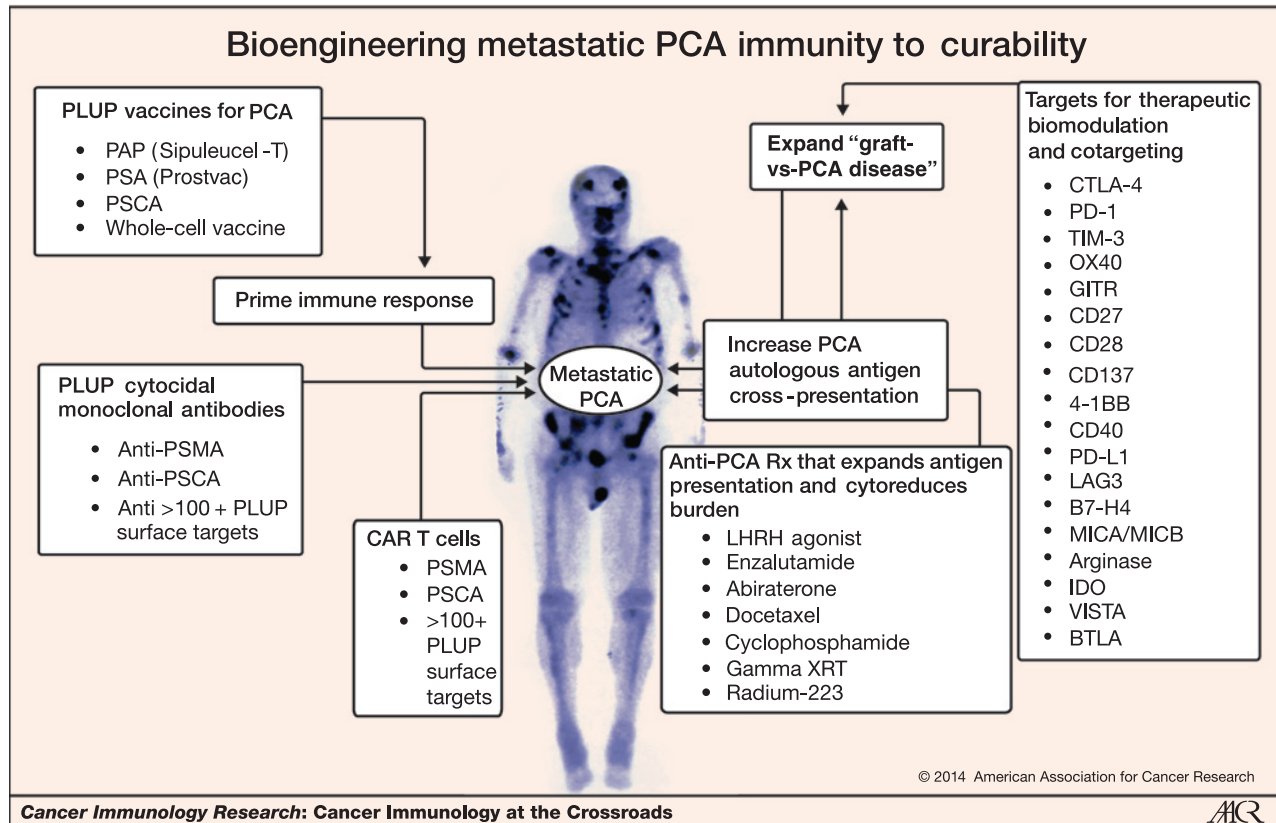 Bioengineering metastatic PCA immunity to curability
PLUP vaccines for PCA
• PAP (Sipuleucel-T)
• PSA (Prostvac)
• PSCA
• Whole-cell vaccine
Prime immune response
PLUP cytocidal
monoclonal antibodies
• Anti-PSMA
• Anti-PSCA
• Anti >100 + PLUP
surface targets
CAR T cells
• PSMA
• PSCA
• >100+
PLUP
surface
targets
Metastatic
PCA
Expand “graft-
vs-PCA disease”
Increase PCA
autologous antigen
cross-presentation
Anti-PCA Rx that expands antigen
presentation and cytoreduces
burden
• LHRH agonist
• Enzalutamide
• Abiraterone
• Docetaxel
• Cyclophosphamide
• Gamma XRT
• Radium-223
Targets for therapeutic
biomodulation
and cotargeting
• CTLA-4
• PD-1
• TIM-3
• OX40
• GITR
• CD27
• CD28
• CD137
• 4-1BB
• CD40
• PD-L1
• LAG3
• B7-H4
• MICA/MICB
• Arginase
• IDO
• VISTA
• BTLA
© 2014 American Association for Cancer Research
Cancer Immunology Research: Cancer Immunology at the Crossroads
AACR